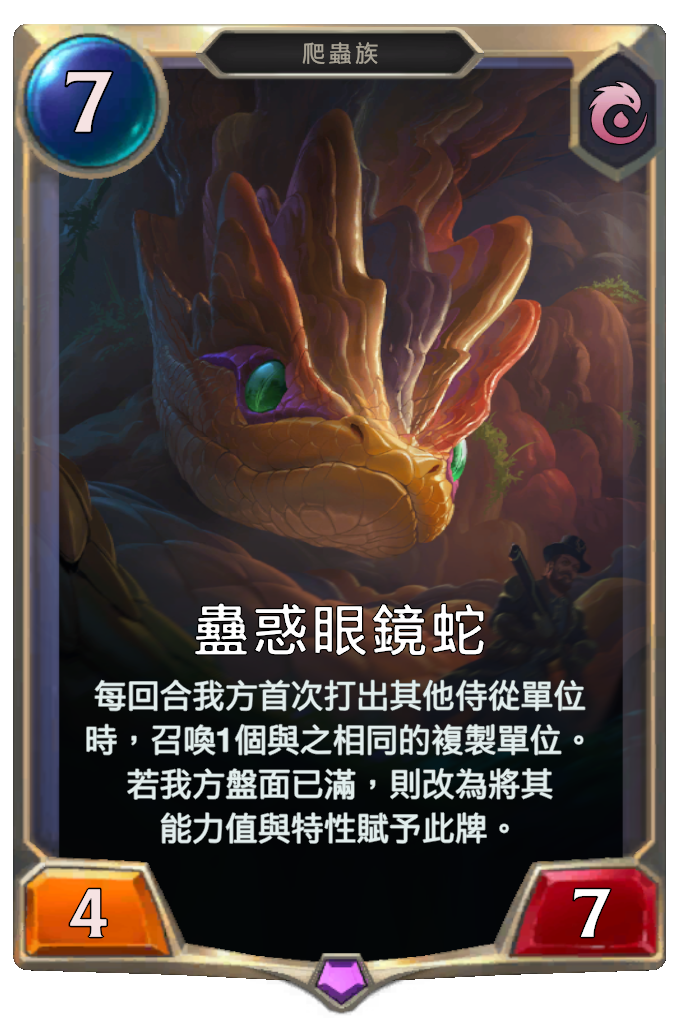 7
爬蟲族
蠱惑眼鏡蛇
每回合我方首次打出其他侍從單位
時，召喚1個與之相同的複製單位。
若我方盤面已滿，則改為將其
能力值與特性賦予此牌。
4
7